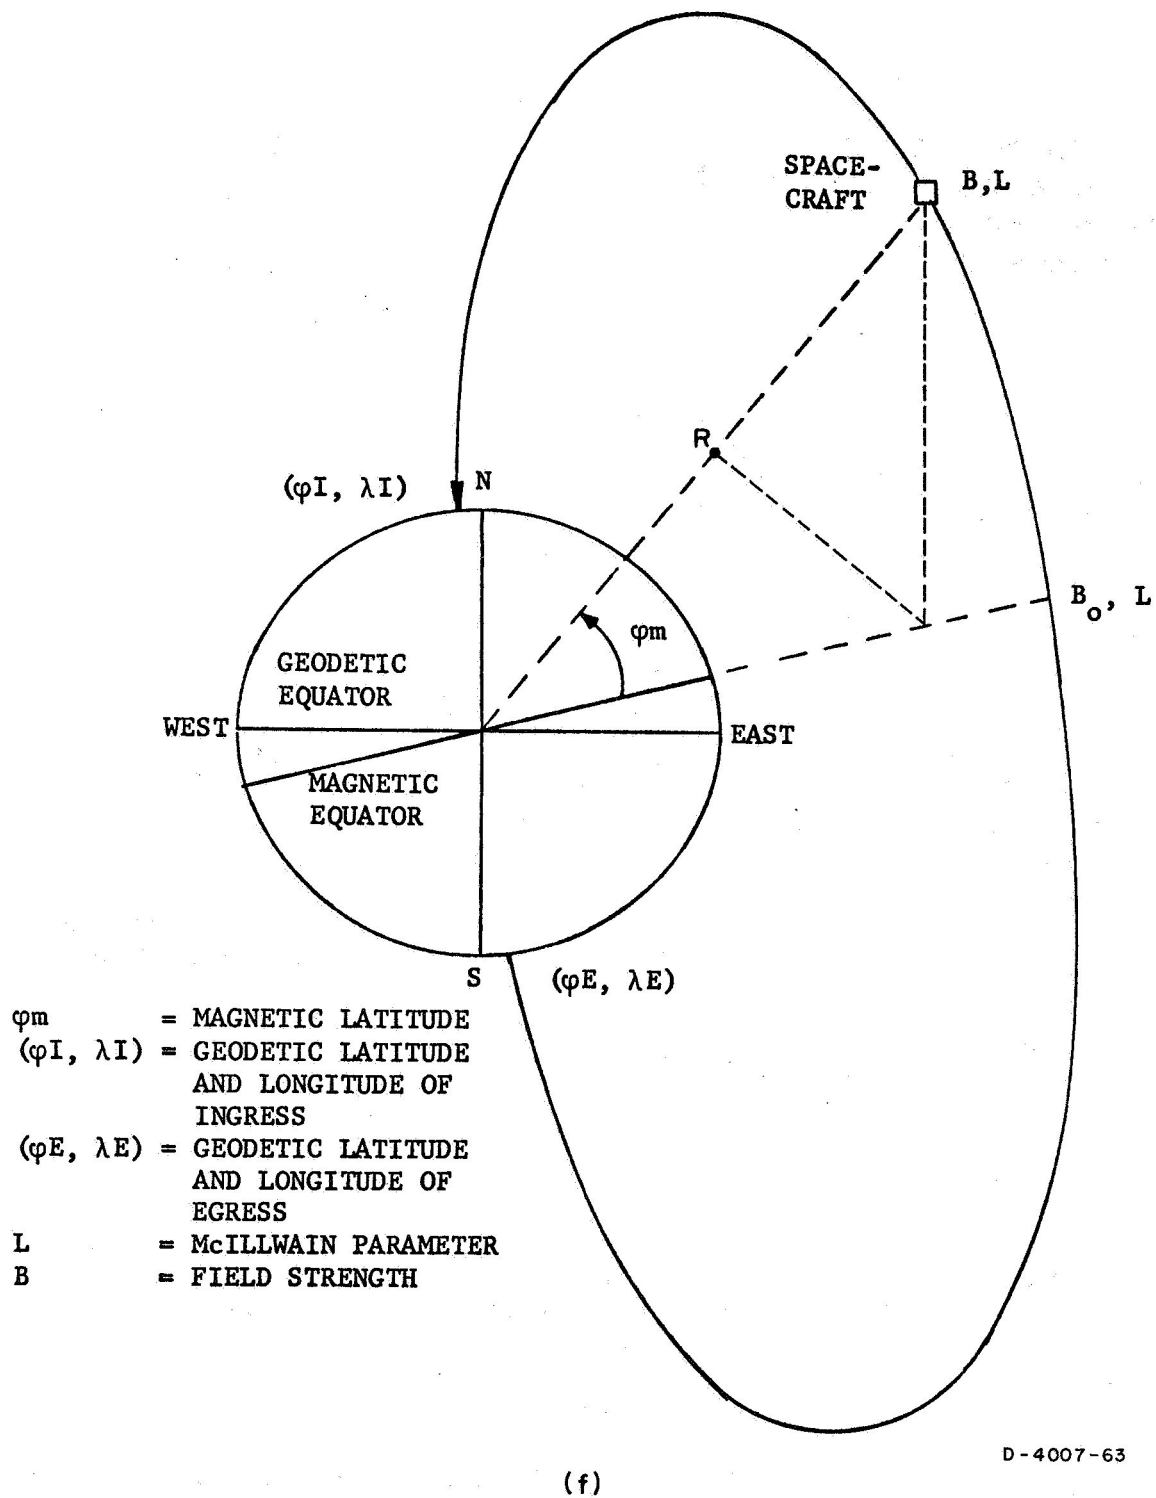 SPACE-
CRAFT
B,L
R
(φI, λI)
N
B₀, L
φm
GEODETIC
EQUATOR
WEST
EAST
MAGNETIC
EQUATOR
S
(φE, λE)
φm = MAGNETIC LATITUDE
(φI, λI) = GEODETIC LATITUDE
AND LONGITUDE OF
INGRESS
(φE, λE) = GEODETIC LATITUDE
AND LONGITUDE OF
EGRESS
L = McILLWAIN PARAMETER
B = FIELD STRENGTH
D-4007-63
(f)